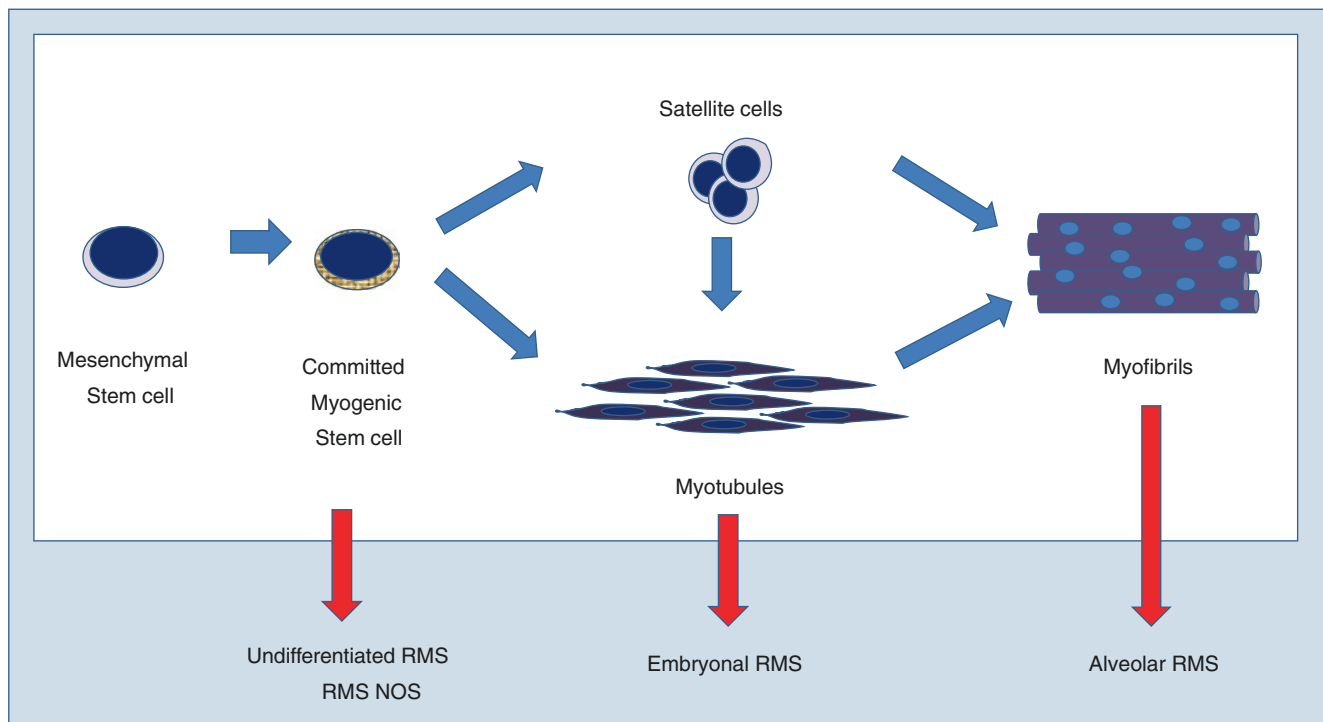 Satellite cells
Mesenchymal
Stem cell
Committed
Myogenic
Stem cell
Myotubules
Myofibrils
Undifferentiated RMS
RMS NOS
Embryonal RMS
Alveolar RMS